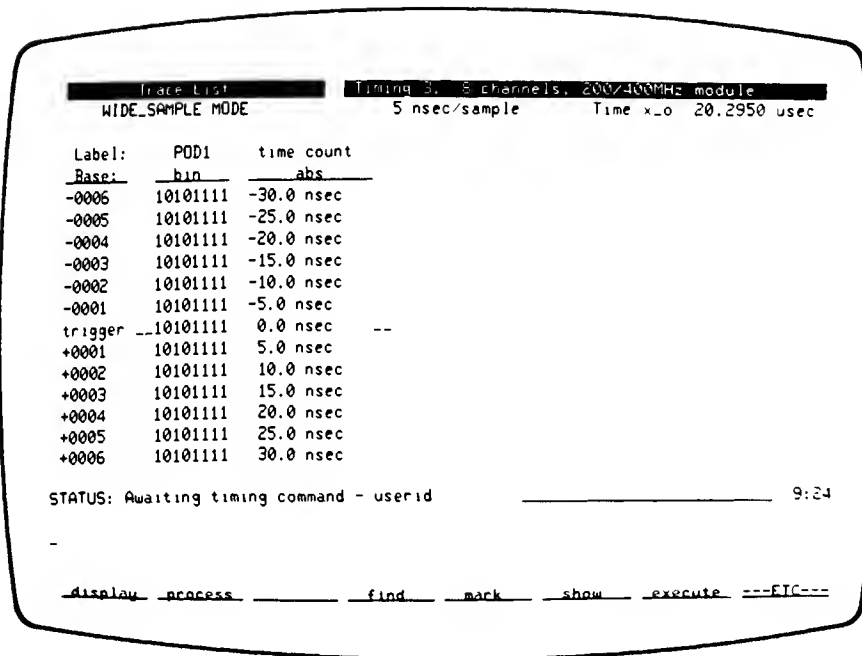 Trace List Timing 3, 8 channels, 200/400MHz module
WIDE_SAMPLE MODE 5 nsec/sample Time x_o 20.2950 usec
Label: POD1 time count
Base: bin abs
-0006 10101111 -30.0 nsec
-0005 10101111 -25.0 nsec
-0004 10101111 -20.0 nsec
-0003 10101111 -15.0 nsec
-0002 10101111 -10.0 nsec
-0001 10101111 -5.0 nsec
trigger __10101111 0.0 nsec __
+0001 10101111 5.0 nsec
+0002 10101111 10.0 nsec
+0003 10101111 15.0 nsec
+0004 10101111 20.0 nsec
+0005 10101111 25.0 nsec
+0006 10101111 30.0 nsec
STATUS: Awaiting timing command - userid 9:24
_
display process find mark show execute ---ETC---